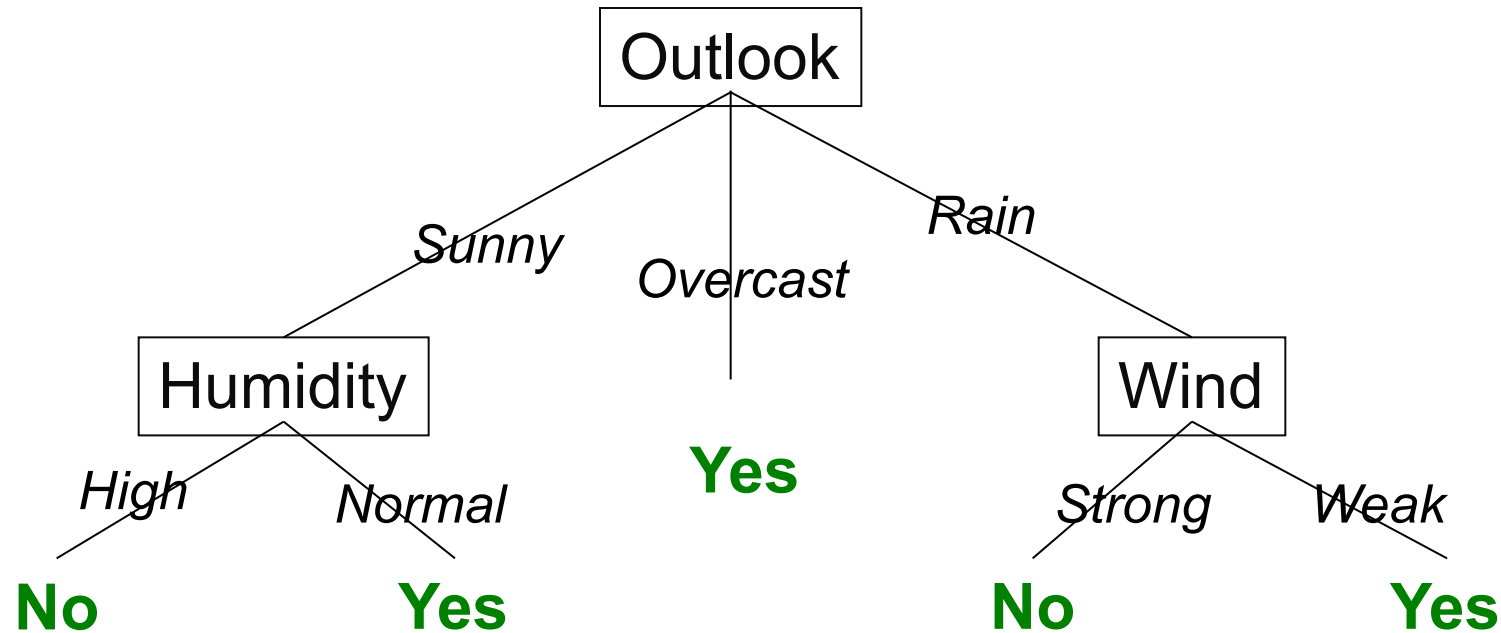 Outlook
Sunny
Overcast
Rain
Humidity
Wind
High
Normal
Yes
Strong
Weak
No
Yes
No
Yes